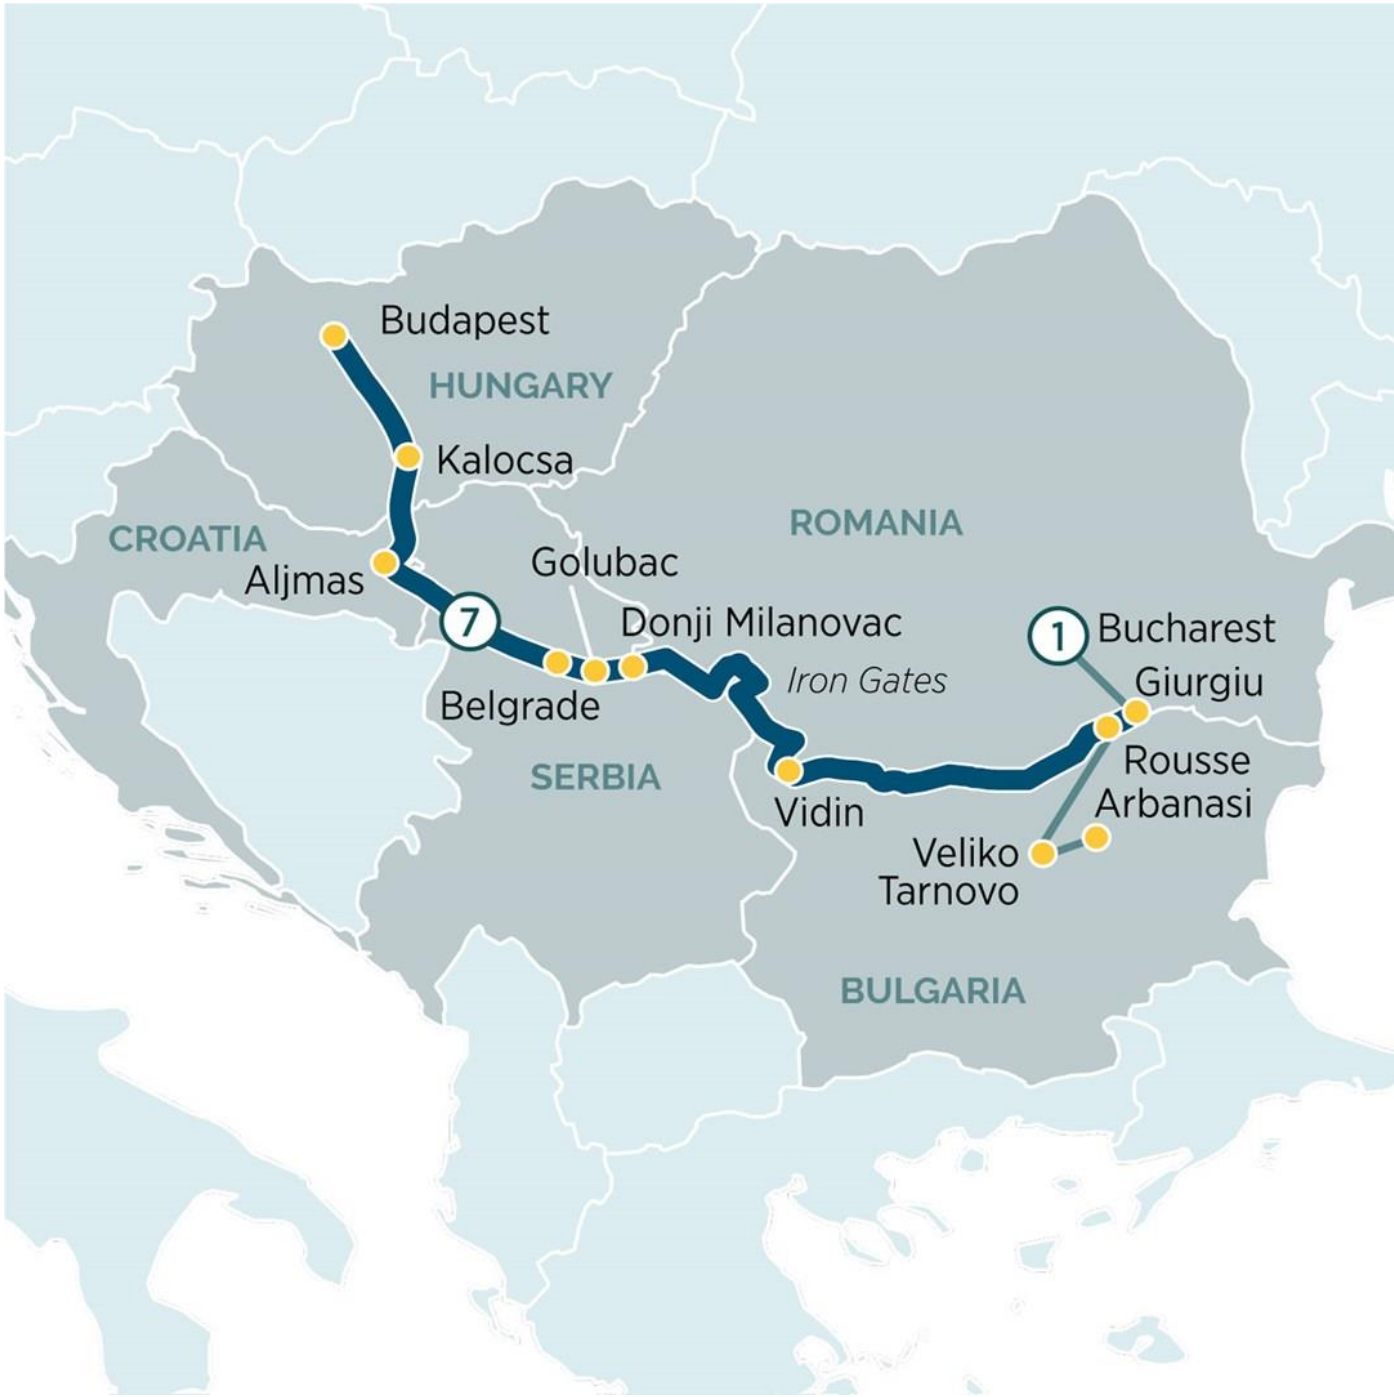 Budapest
HUNGARY
Kalocsa
CROATIA
ROMANIA
Aljmas
Golubac
7
Donji Milanovac
1
Bucharest
Iron Gates
Giurgiu
Belgrade
SERBIA
Rousse
Vidin
Arbanasi
Veliko
Tarnovo
BULGARIA